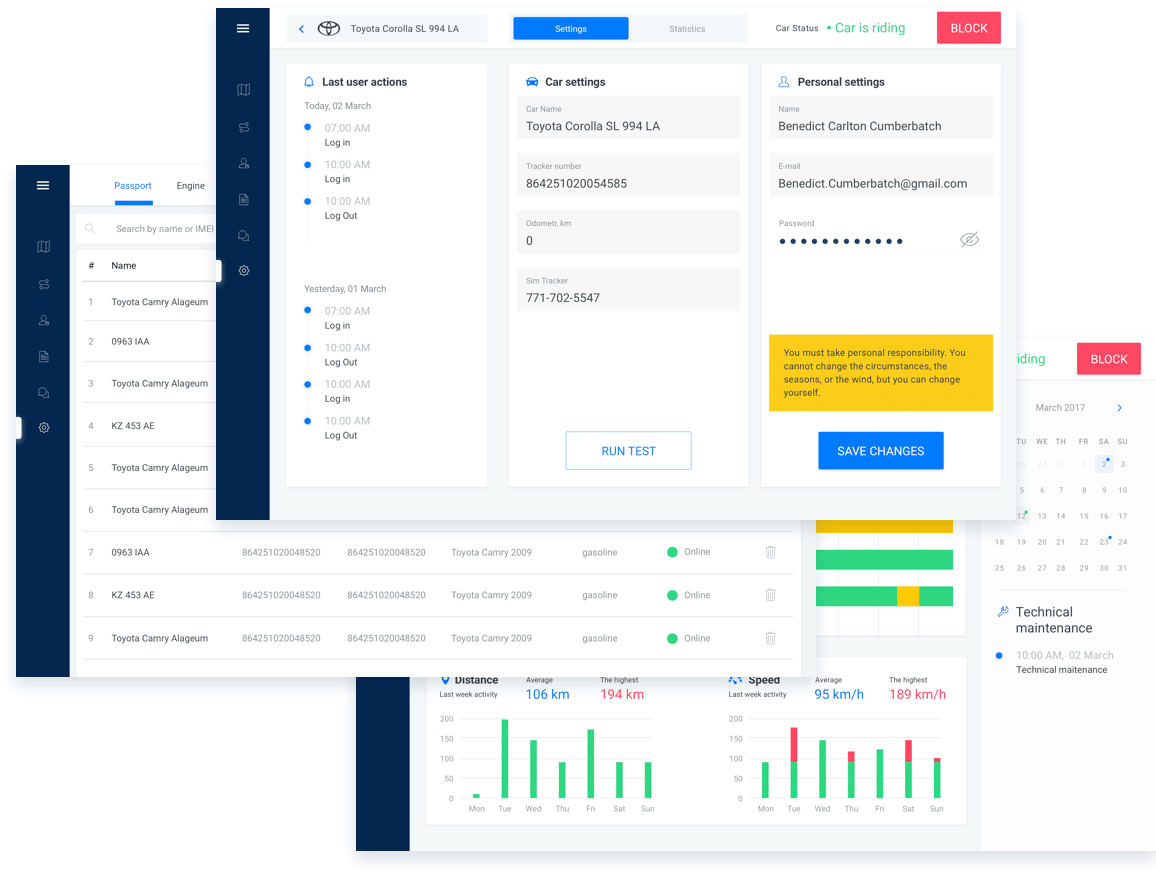 Toyota Corolla SL 994 LA
Settings
Statistics
Car Status
Car is riding
BLOCK
Last user actions
Today, 02 March
07:00 AM
Log in
10:00 AM
Log in
10:00 AM
Log Out
Yesterday, 01 March
07:00 AM
Log in
10:00 AM
Log Out
10:00 AM
Log in
10:00 AM
Log Out
Car settings
Car Name
Toyota Corolla SL 994 LA
Tracker number
864251020054585
Odometr, km
0
Sim Tracker
771-702-5547
RUN TEST
Personal settings
Name
Benedict Carlton Cumberbatch
E-mail
Benedict.Cumberbatch@gmail.com
Password
You must take personal responsibility. You
cannot change the circumstances, the
seasons, or the wind, but you can change
yourself.
SAVE CHANGES
Passport Engine
Search by name or IMEI
# Name
1 Toyota Camry Alageum
2 0963 IAA
3 Toyota Camry Alageum
4 KZ 453 AE
5 Toyota Camry Alageum
6 Toyota Camry Alageum
7 0963 IAA 864251020048520 864251020048520 Toyota Camry 2009 gasoline Online
8 KZ 453 AE 864251020048520 864251020048520 Toyota Camry 2009 gasoline Online
9 Toyota Camry Alageum 864251020048520 864251020048520 Toyota Camry 2009 gasoline Online
riding
BLOCK
March 2017
TU WE TH FR SA SU
26 27 28 1 2 3
5 6 7 8 9 10
12 13 14 15 16 17
18 19 20 21 22 23 24
25 26 27 28 29 30 31
Technical
maintenance
10:00 AM, 02 March
Technical maitenance
Distance
Last week activity
Average
106 km
The highest
194 km
200
150
100
50
0
Mon Tue Wed Thu Fri Sat Sun
Speed
Last week activity
Average
95 km/h
The highest
189 km/h
200
150
100
50
0
Mon Tue Wed Thu Fri Sat Sun